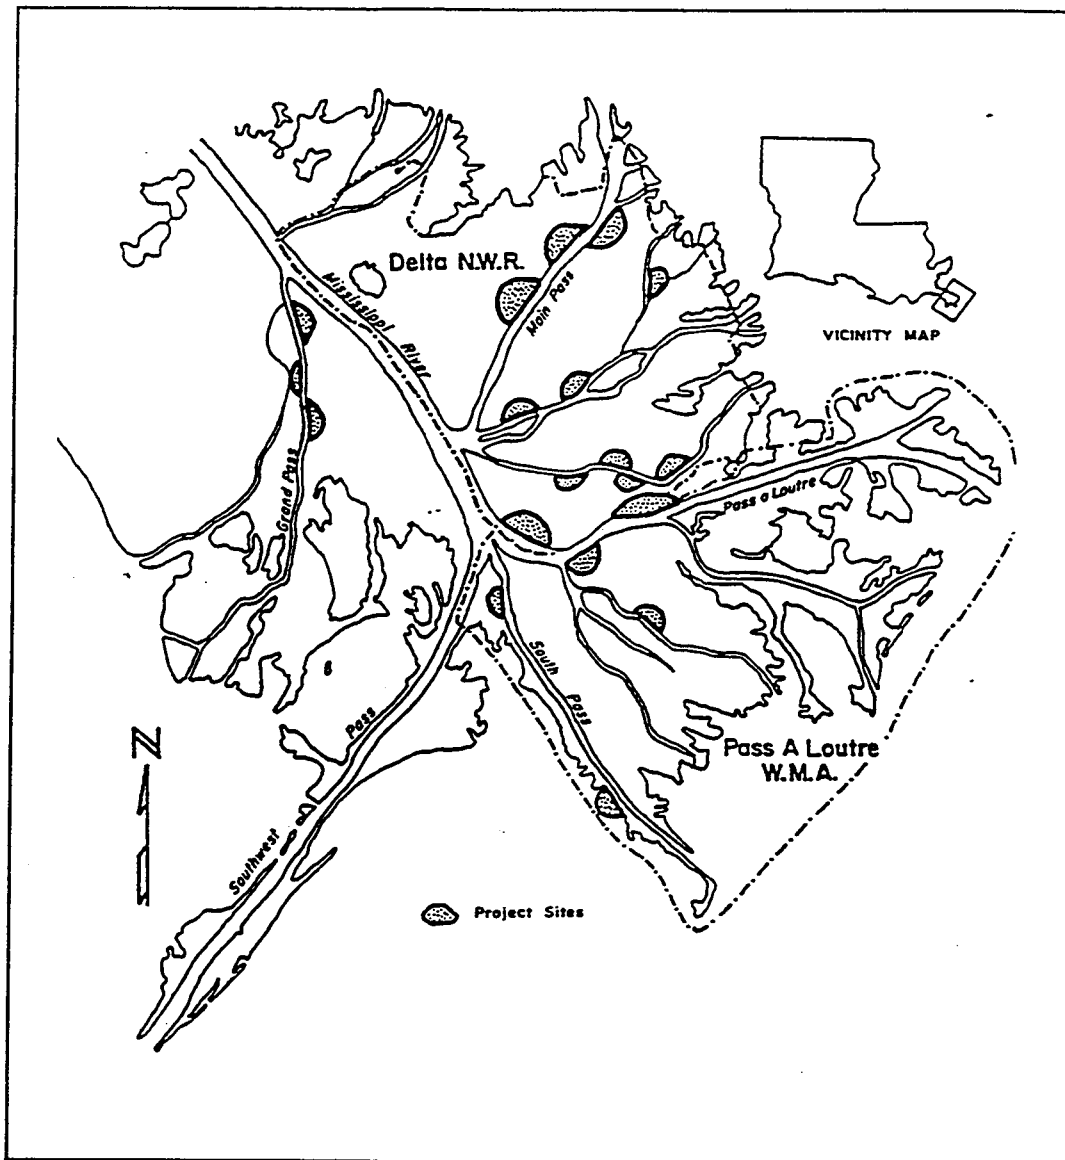 Delta N.W.R.
Mississippi River
Main Pass
VICINITY MAP
Grand Pass
Pass a Loutre
South Pass
Pass A Loutre
W.M.A.
N
Southwest Pass
Project Sites